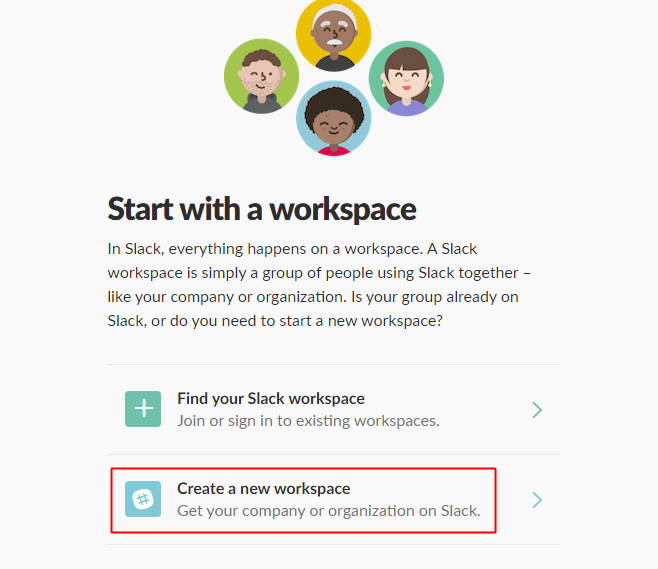 Start with a workspace
In Slack, everything happens on a workspace. A Slack
workspace is simply a group of people using Slack together –
like your company or organization. Is your group already on
Slack, or do you need to start a new workspace?
Find your Slack workspace
Join or sign in to existing workspaces.
Create a new workspace
Get your company or organization on Slack.